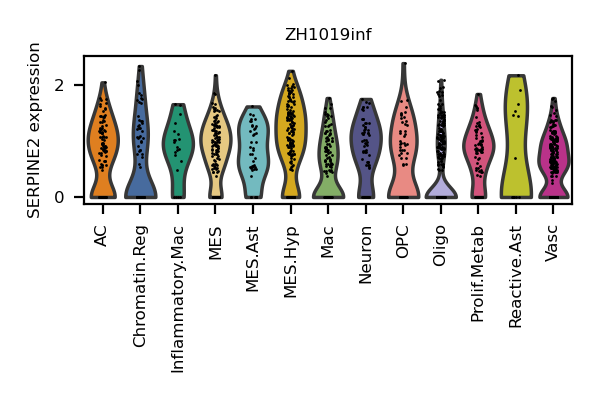 ZH1019inf
SERPINE2 expression
2
0
AC
Chromatin.Reg
Inflammatory.Mac
MES
MES.Ast
MES.Hyp
Mac
Neuron
OPC
Oligo
Prolif.Metab
Reactive.Ast
Vasc